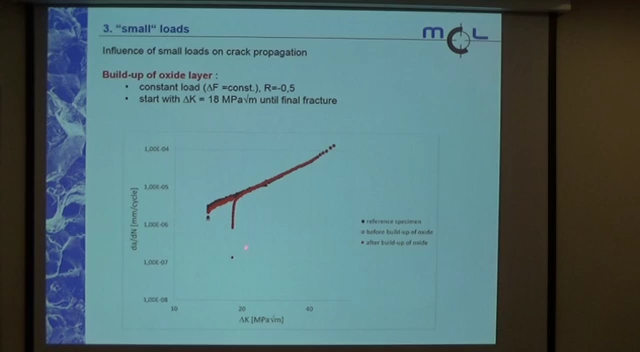 3. "small" loads
MCL
Influence of small loads on crack propagation
Build-up of oxide layer :
• constant load (ΔF =const.), R=-0,5
• start with ΔK = 18 MPa√m until final fracture
1,00E-04
1,00E-05
1,00E-06
1,00E-07
1,00E-08
da/dN [mm/cycle]
10
20
40
ΔK [MPa√m]
reference specimen
before build-up of oxide
after build-up of oxide